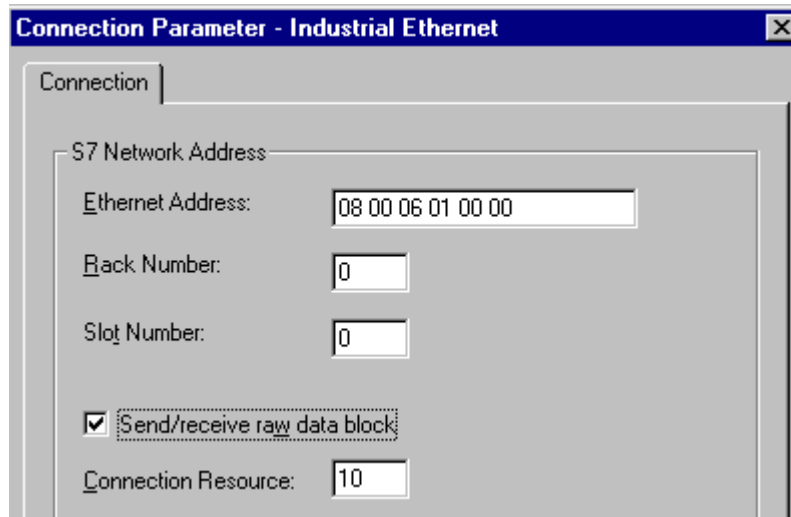 Connection Parameter - Industrial Ethernet
Connection
S7 Network Address
Ethernet Address: 08 00 06 01 00 00
Rack Number: 0
Slot Number: 0
Send/receive raw data block
Connection Resource: 10